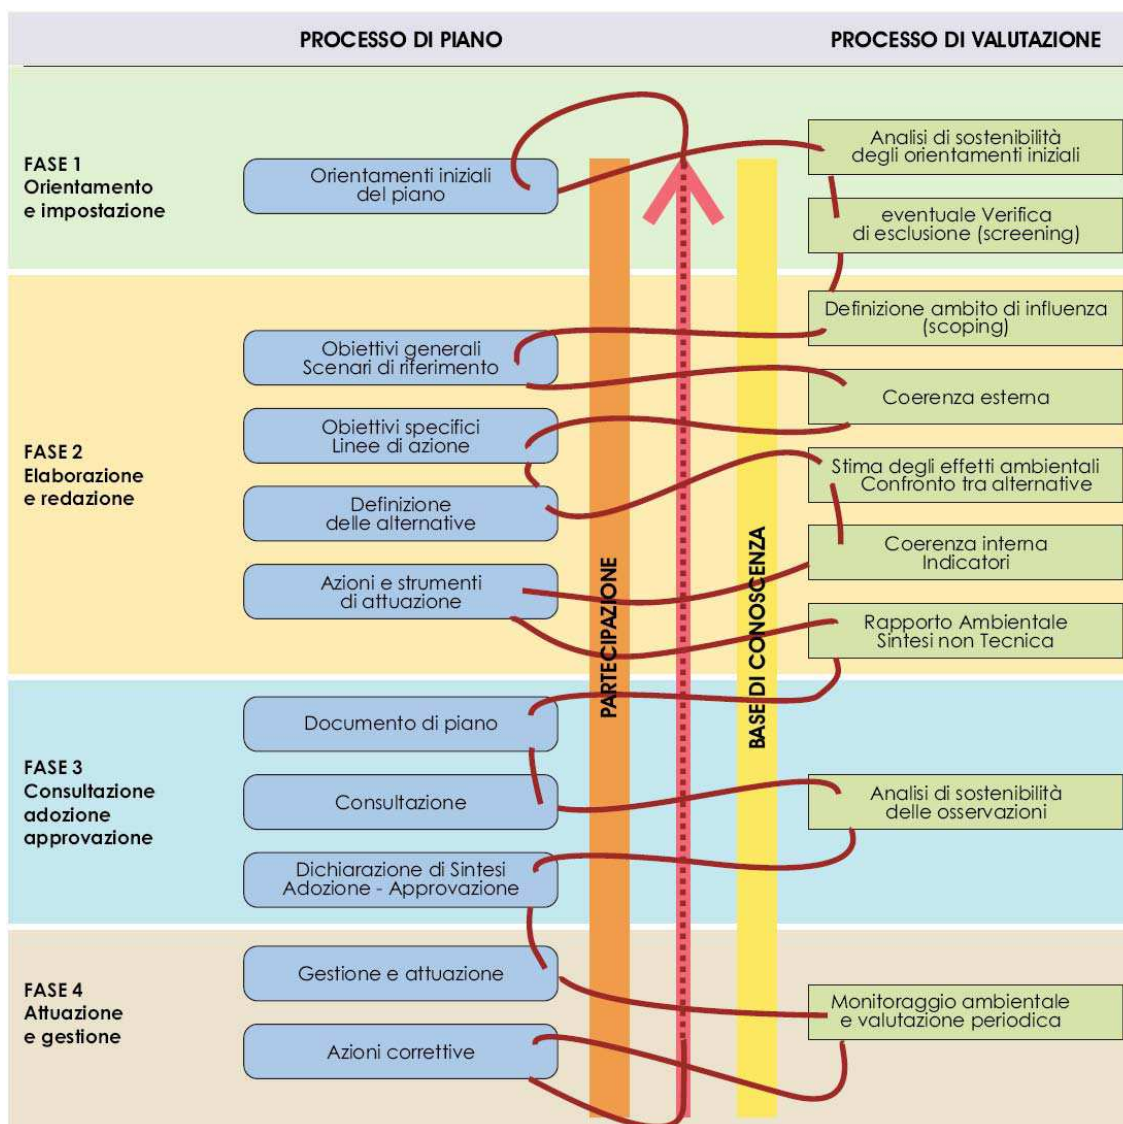 PROCESSO DI PIANO
PROCESSO DI VALUTAZIONE
FASE 1
Orientamento
e impostazione
Orientamenti iniziali
del piano
Analisi di sostenibilità
degli orientamenti iniziali
eventuale Verifica
di esclusione (screening)
FASE 2
Elaborazione
e redazione
Definizione ambito di influenza
(scoping)
Obiettivi generali
Scenari di riferimento
Coerenza esterna
Obiettivi specifici
Linee di azione
Stima degli effetti ambientali
Confronto tra alternative
Definizione
delle alternative
Coerenza interna
Indicatori
Azioni e strumenti
di attuazione
Rapporto Ambientale
Sintesi non Tecnica
PARTECIPAZIONE
BASE DI CONOSCENZA
FASE 3
Consultazione
adozione
approvazione
Documento di piano
Consultazione
Analisi di sostenibilità
delle osservazioni
Dichiarazione di Sintesi
Adozione - Approvazione
FASE 4
Attuazione
e gestione
Gestione e attuazione
Monitoraggio ambientale
e valutazione periodica
Azioni correttive